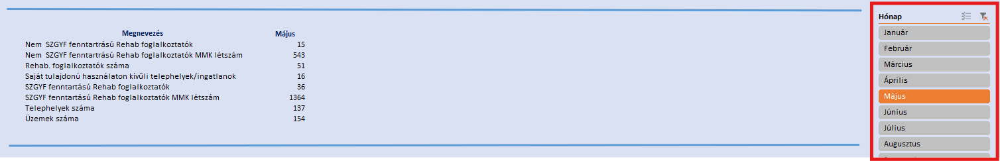 Megnevezés Május
Nem SZGYF fenntartású Rehab foglalkoztatók 15
Nem SZGYF fenntartrású Rehab foglalkoztatók MMK létszám 543
Rehab. foglalkoztatók száma 51
Saját tulajdonú használaton kívűli telephelyek/ingatlanok 16
SZGYF fenntartású Rehab foglalkoztatók 36
SZGYF fenntartású Rehab foglalkoztatók MMK létszám 1364
Telephelyek száma 137
Üzemek száma 154
Hónap
Január
Február
Március
Április
Május
Június
Július
Augusztus